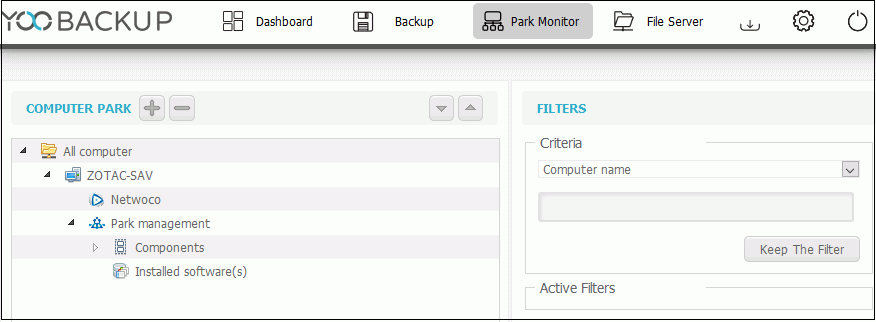 YOOBACKUP Dashboard Backup Park Monitor File Server
COMPUTER PARK
All computer
ZOTAC-SAV
Netwoco
Park management
Components
Installed software(s)
FILTERS
Criteria
Computer name
Keep The Filter
Active Filters